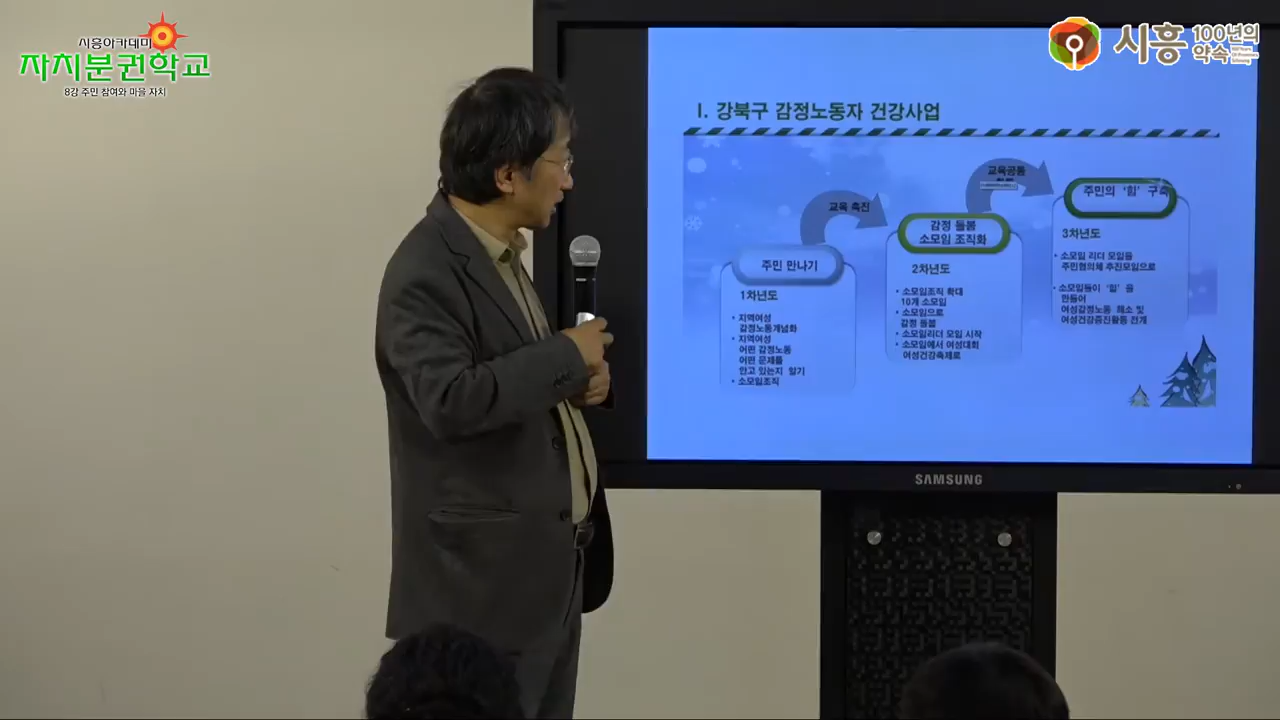 시흥아카데미
자치분권학교
8강 주민 참여와 마을 자치
시흥 100년의
약속
Ⅰ. 강북구 감정노동자 건강사업
교육 촉진
교육공동
주민 만나기
1차년도
• 지역여성
감정노동개념화
• 지역여성
어떤 감정노동
어떤 문제를
안고 있는지 알기
• 소모임조직
감정 돌봄
소모임 조직화
2차년도
• 소모임조직 확대
10개 소모임
• 소모임으로
감정 돌봄
• 소모임리더 모임 시작
• 소모임에서 여성대회
여성건강축제로
주민의 '힘' 구축
3차년도
• 소모임 리더 모임을
주민협의체 추진모임으로
• 소모임들이 '힘'을
만들어
여성감정노동 해소 및
여성건강증진활동 전개
SAMSUNG